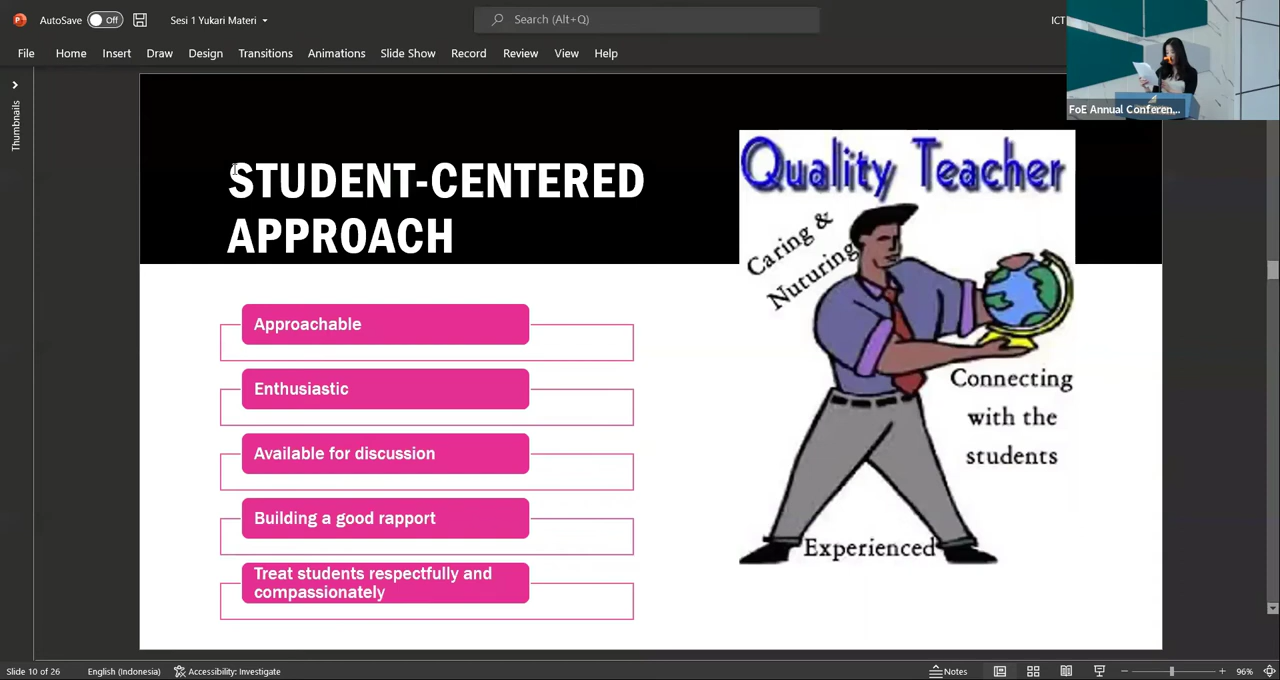 AutoSave Off Sesi 1 Yukari Materi Search (Alt+Q) ICT
File Home Insert Draw Design Transitions Animations Slide Show Record Review View Help
FoE Annual Conferen...
Thumbnails
STUDENT-CENTERED
APPROACH
Approachable
Enthusiastic
Available for discussion
Building a good rapport
Treat students respectfully and
compassionately
Quality Teacher
Caring &
Nuturing
Connecting
with the
students
Experienced
Slide 10 of 26 English (Indonesia) Accessibility: Investigate Notes 96%